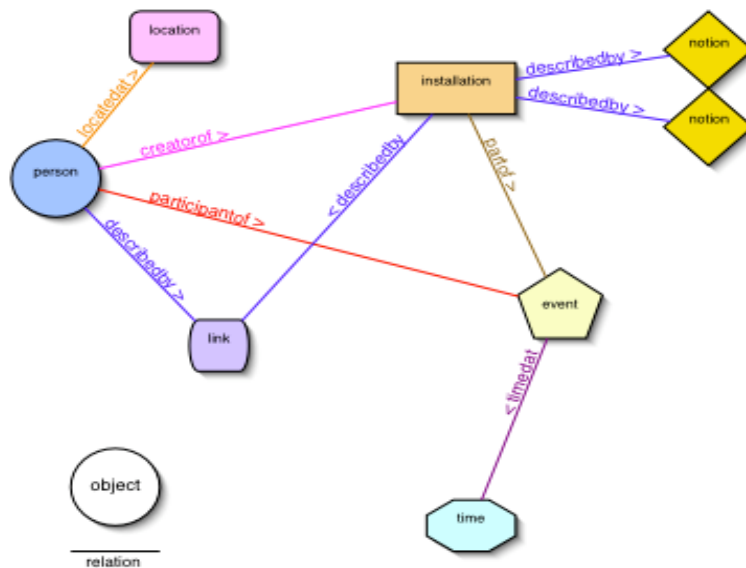 location
notion
describedby >
installation
describedby >
notion
locatedat >
creatorof >
person
< describedby
partof >
participantof >
describedby >
event
link
< timedat
object
time
relation